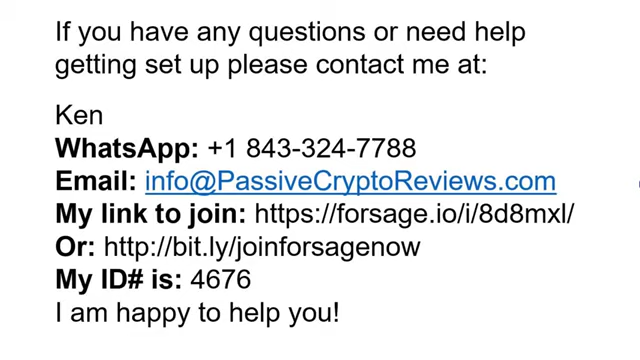 If you have any questions or need help
getting set up please contact me at:
Ken
WhatsApp: +1 843-324-7788
Email: info@PassiveCryptoReviews.com
My link to join: https://forsage.io/i/8d8mxl/
Or: http://bit.ly/joinforsagenow
My ID# is: 4676
I am happy to help you!